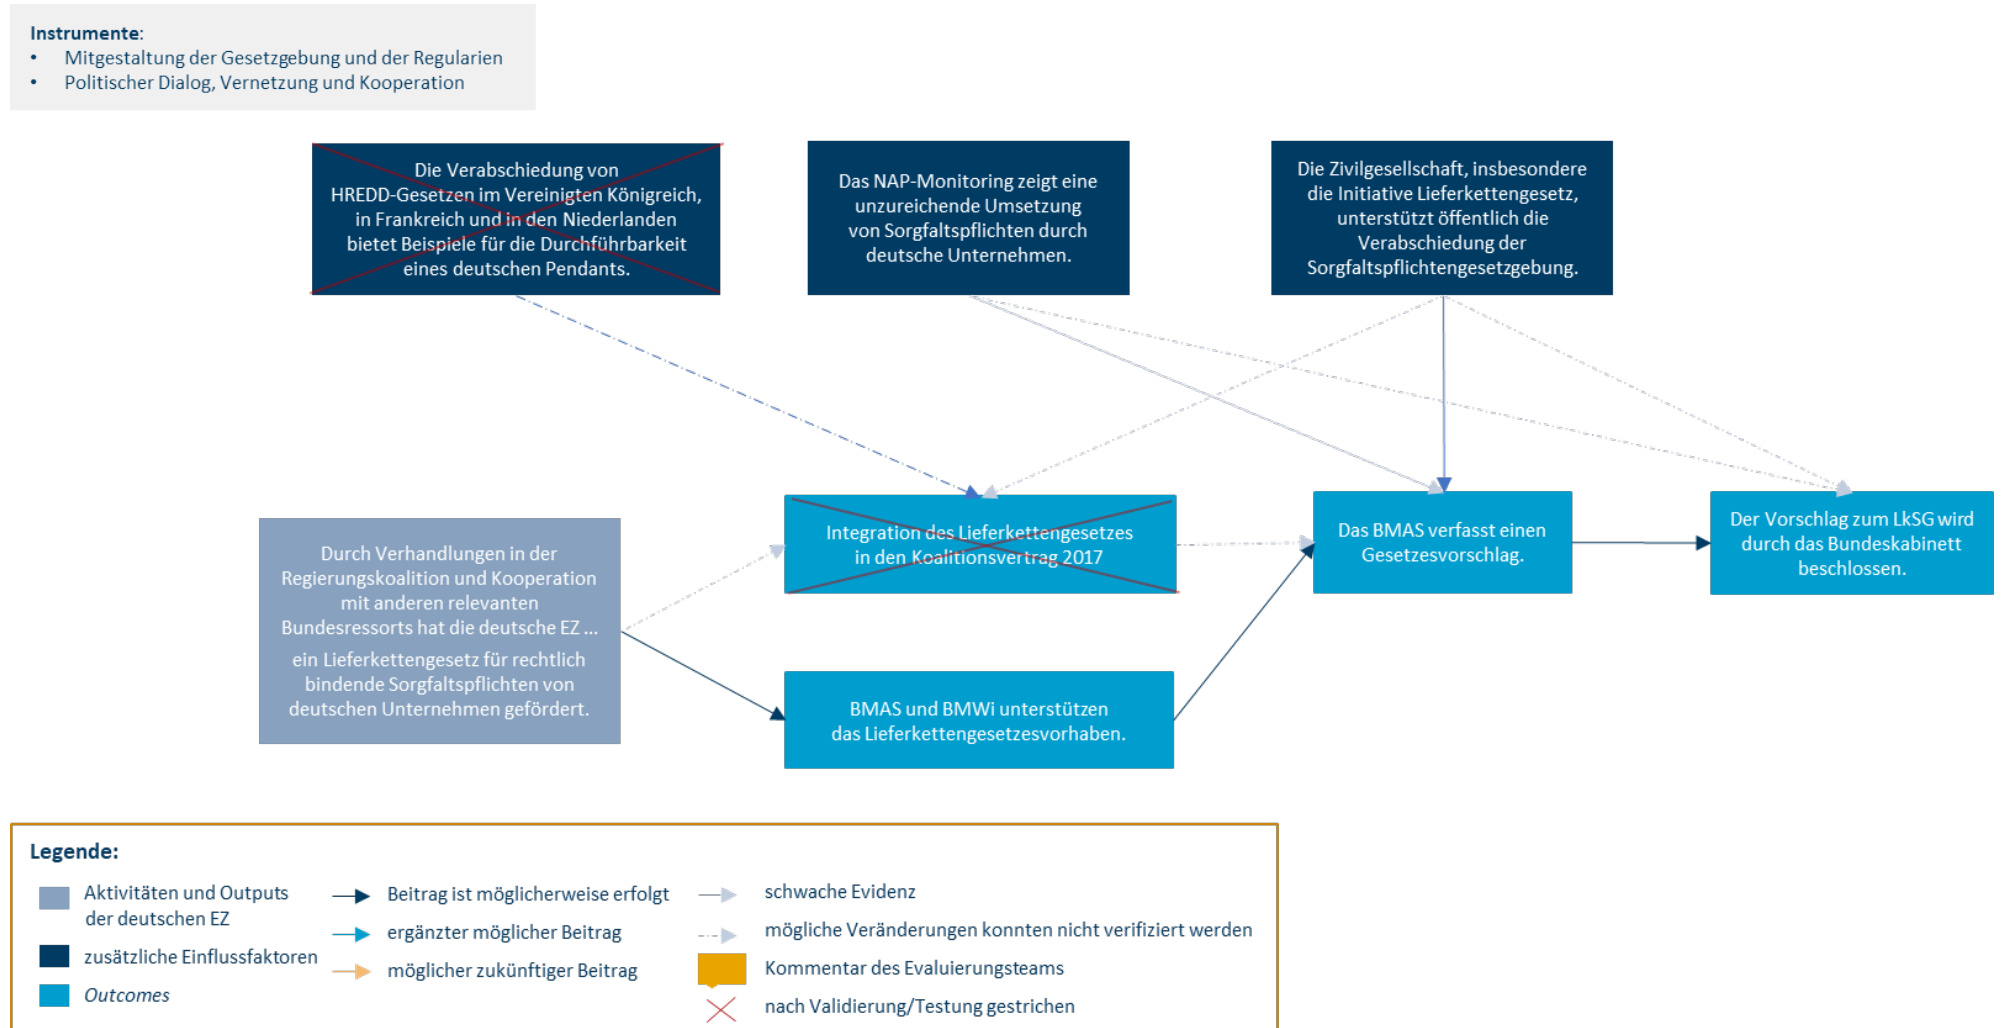 Instrumente:
• Mitgestaltung der Gesetzgebung und der Regularien
• Politischer Dialog, Vernetzung und Kooperation
Die Verabschiedung von
HREDD-Gesetzen im Vereinigten Königreich,
in Frankreich und in den Niederlanden
bietet Beispiele für die Durchführbarkeit
eines deutschen Pendants.
Das NAP-Monitoring zeigt eine
unzureichende Umsetzung
von Sorgfaltspflichten durch
deutsche Unternehmen.
Die Zivilgesellschaft, insbesondere
die Initiative Lieferkettengesetz,
unterstützt öffentlich die
Verabschiedung der
Sorgfaltspflichtengesetzgebung.
Durch Verhandlungen in der
Regierungskoalition und Kooperation
mit anderen relevanten
Bundesressorts hat die deutsche EZ ...
ein Lieferkettengesetz für rechtlich
bindende Sorgfaltspflichten von
deutschen Unternehmen gefördert.
Integration des Lieferkettengesetzes
in den Koalitionsvertrag 2017
BMAS und BMWi unterstützen
das Lieferkettengesetzesvorhaben.
Das BMAS verfasst einen
Gesetzesvorschlag.
Der Vorschlag zum LkSG wird
durch das Bundeskabinett
beschlossen.
Legende:
Aktivitäten und Outputs
der deutschen EZ
zusätzliche Einflussfaktoren
Outcomes
Beitrag ist möglicherweise erfolgt
ergänzter möglicher Beitrag
möglicher zukünftiger Beitrag
schwache Evidenz
mögliche Veränderungen konnten nicht verifiziert werden
Kommentar des Evaluierungsteams
nach Validierung/Testung gestrichen